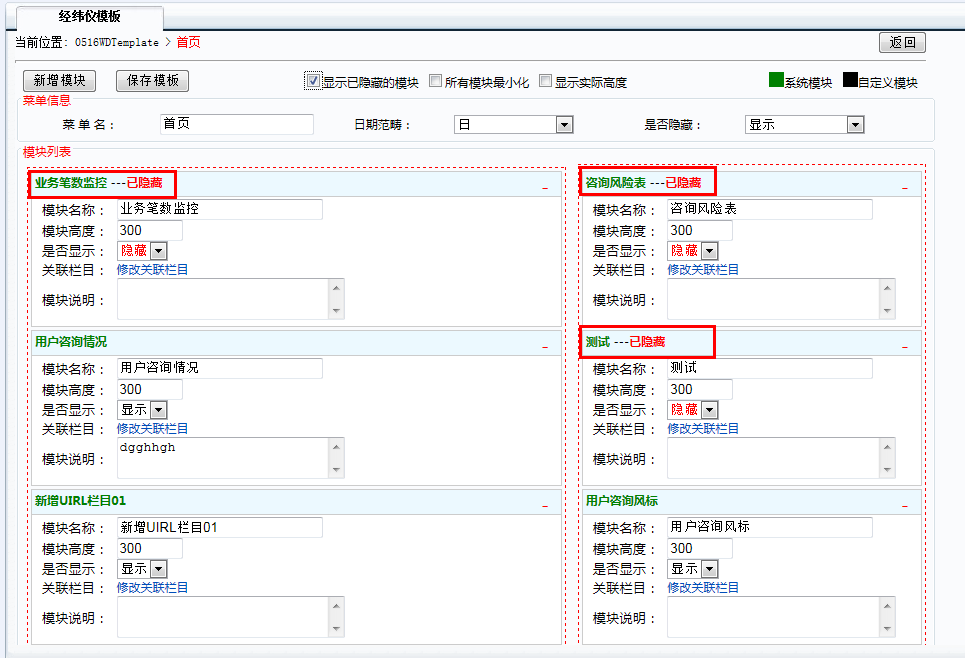 经纬仪模板
当前位置: 0516WDTemplate > 首页
返回
新增模块 保存模板 显示已隐藏的模块 所有模块最小化 显示实际高度 系统模块 自定义模块
菜单信息
菜 单 名： 首页 日期范畴： 日 是否隐藏： 显示
模块列表
业务笔数监控 ---已隐藏
模块名称： 业务笔数监控
模块高度： 300
是否显示： 隐藏
关联栏目： 修改关联栏目
模块说明：
咨询风险表 ---已隐藏
模块名称： 咨询风险表
模块高度： 300
是否显示： 隐藏
关联栏目： 修改关联栏目
模块说明：
用户咨询情况
模块名称： 用户咨询情况
模块高度： 300
是否显示： 显示
关联栏目： 修改关联栏目
模块说明： dgghhgh
测试 ---已隐藏
模块名称： 测试
模块高度： 300
是否显示： 隐藏
关联栏目： 修改关联栏目
模块说明：
新增UIRL栏目01
模块名称： 新增UIRL栏目01
模块高度： 300
是否显示： 显示
关联栏目： 修改关联栏目
模块说明：
用户咨询风标
模块名称： 用户咨询风标
模块高度： 300
是否显示： 显示
关联栏目： 修改关联栏目
模块说明：